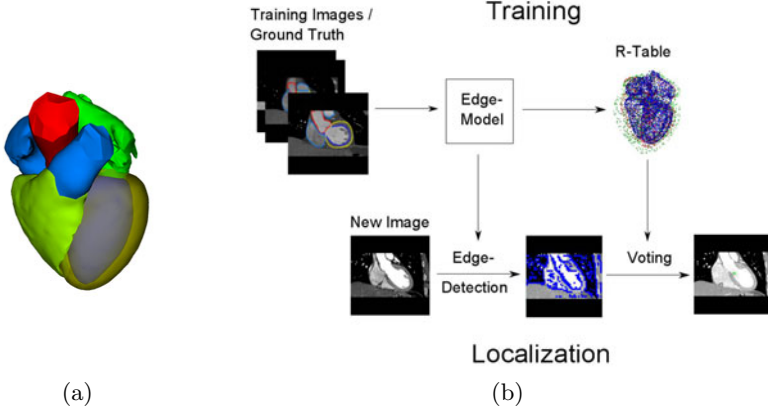 Training Images /
Ground Truth
Training
R-Table
Edge-
Model
New Image
Edge-
Detection
Voting
Localization
(a)
(b)